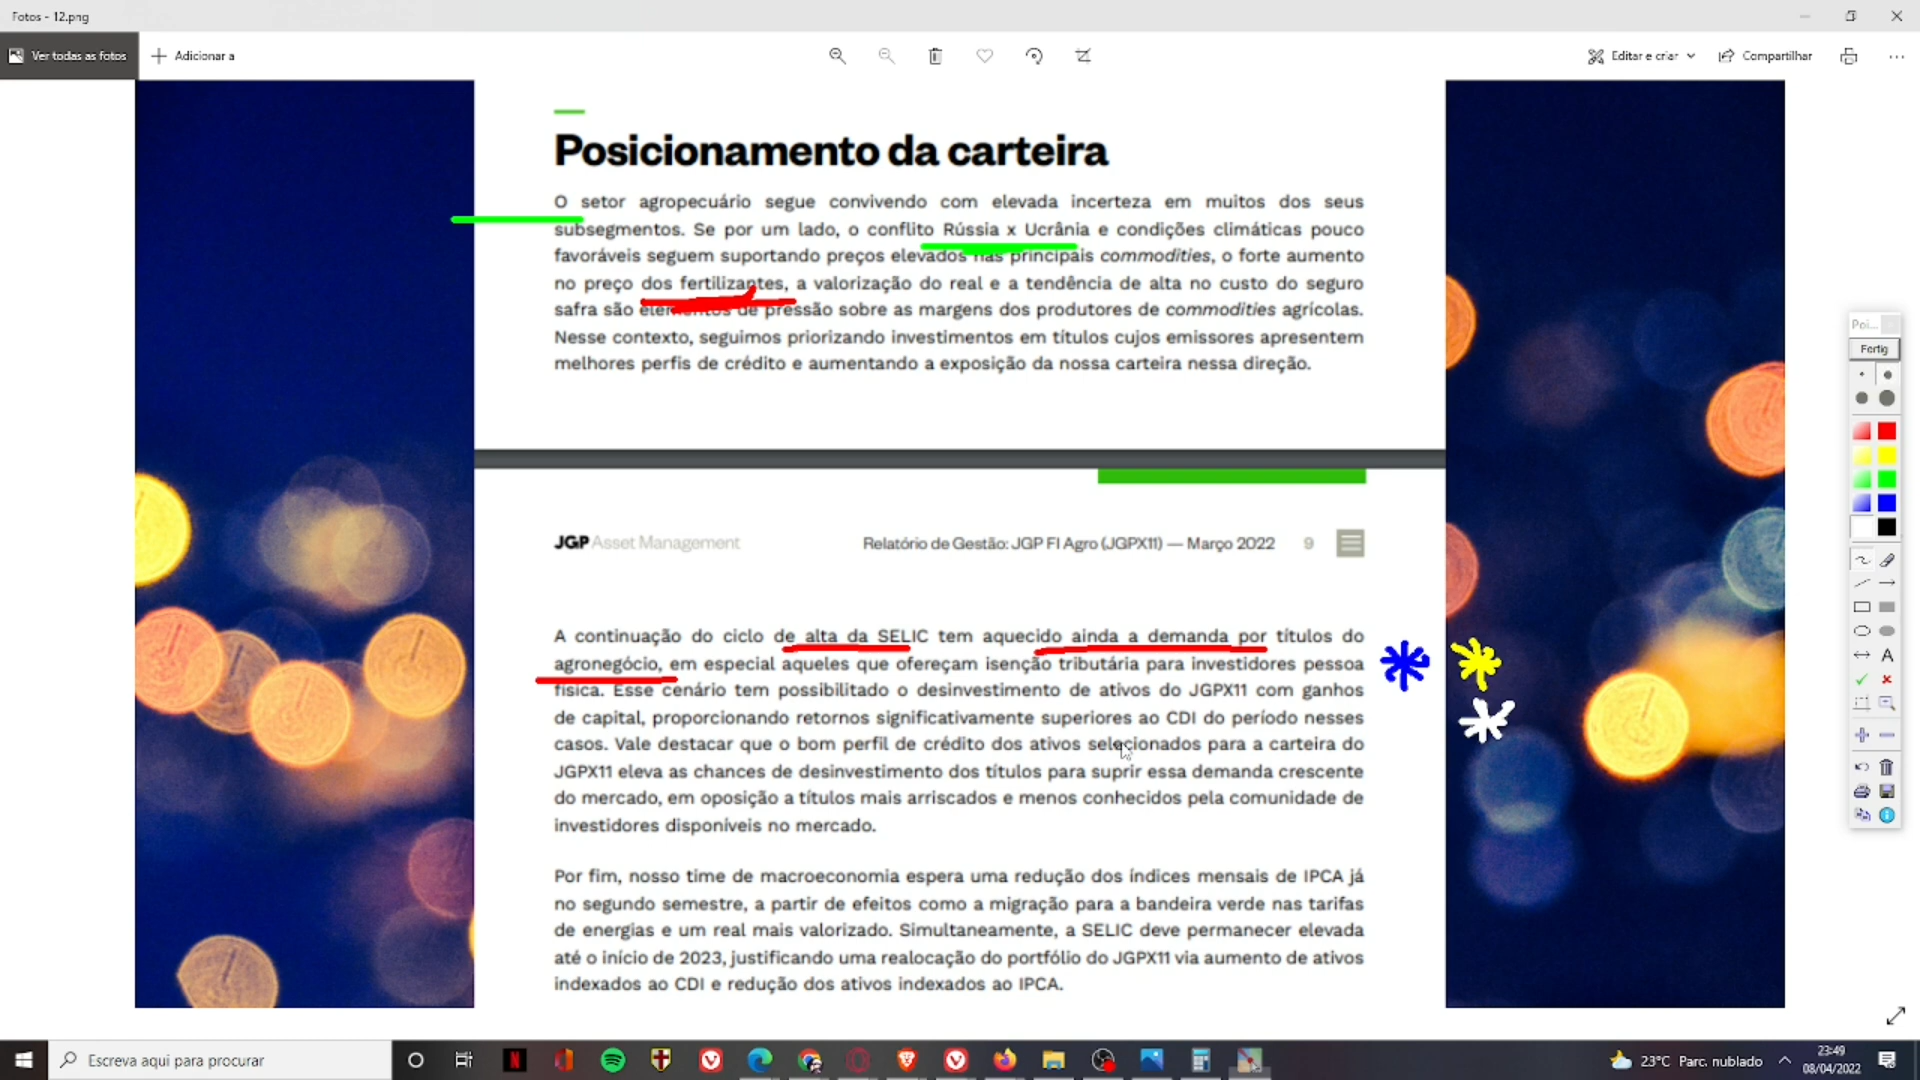 Fotos - 12.png
Ver todas as fotos
Adicionar a
Editar e criar
Compartilhar
Posicionamento da carteira
O setor agropecuário segue convivendo com elevada incerteza em muitos dos seus
subsegmentos. Se por um lado, o conflito Rússia x Ucrânia e condições climáticas pouco
favoráveis seguem suportando preços elevados nas principais commodities, o forte aumento
no preço dos fertilizantes, a valorização do real e a tendência de alta no custo do seguro
safra são elementos de pressão sobre as margens dos produtores de commodities agrícolas.
Nesse contexto, seguimos priorizando investimentos em títulos cujos emissores apresentem
melhores perfis de crédito e aumentando a exposição da nossa carteira nessa direção.
Poi...
Fertig
A
JGP Asset Management
Relatório de Gestão: JGP FI Agro (JGPX11) — Março 2022
9
A continuação do ciclo de alta da SELIC tem aquecido ainda a demanda por títulos do
agronegócio, em especial aqueles que ofereçam isenção tributária para investidores pessoa
física. Esse cenário tem possibilitado o desinvestimento de ativos do JGPX11 com ganhos
de capital, proporcionando retornos significativamente superiores ao CDI do período nesses
casos. Vale destacar que o bom perfil de crédito dos ativos selecionados para a carteira do
JGPX11 eleva as chances de desinvestimento dos títulos para suprir essa demanda crescente
do mercado, em oposição a títulos mais arriscados e menos conhecidos pela comunidade de
investidores disponíveis no mercado.
Por fim, nosso time de macroeconomia espera uma redução dos índices mensais de IPCA já
no segundo semestre, a partir de efeitos como a migração para a bandeira verde nas tarifas
de energias e um real mais valorizado. Simultaneamente, a SELIC deve permanecer elevada
até o início de 2023, justificando uma realocação do portfólio do JGPX11 via aumento de ativos
indexados ao CDI e redução dos ativos indexados ao IPCA.
Escreva aqui para procurar
23°C Parc. nublado
23:49
08/04/2022